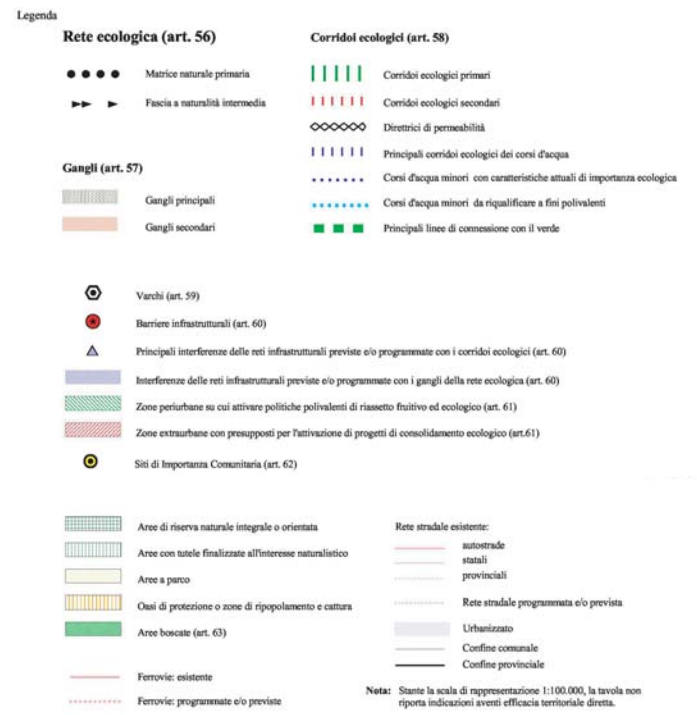 Legenda
Rete ecologica (art. 56)
Matrice naturale primaria
Fascia a naturalità intermedia
Gangli (art. 57)
Gangli principali
Gangli secondari
Corridoi ecologici (art. 58)
Corridoi ecologici primari
Corridoi ecologici secondari
Direttrici di permeabilità
Principali corridoi ecologici dei corsi d'acqua
Corsi d'acqua minori con caratteristiche attuali di importanza ecologica
Corsi d'acqua minori da riqualificare a fini polivalenti
Principali linee di connessione con il verde
Varchi (art. 59)
Barriere infrastrutturali (art. 60)
Principali interferenze delle reti infrastrutturali previste e/o programmate con i corridoi ecologici (art. 60)
Interferenze delle reti infrastrutturali previste e/o programmate con i gangli della rete ecologica (art. 60)
Zone periurbane su cui attivare politiche polivalenti di riassetto fruitivo ed ecologico (art. 61)
Zone extraurbane con presupposti per l'attivazione di progetti di consolidamento ecologico (art.61)
Siti di Importanza Comunitaria (art. 62)
Aree di riserva naturale integrale o orientata
Aree con tutele finalizzate all'interesse naturalistico
Aree a parco
Oasi di protezione o zone di ripopolamento e cattura
Aree boscate (art. 63)
Ferrovie: esistente
Ferrovie: programmate e/o previste
Rete stradale esistente:
autostrade
statali
provinciali
Rete stradale programmata e/o prevista
Urbanizzato
Confine comunale
Confine provinciale
Nota: Stante la scala di rappresentazione 1:100.000, la tavola non
riporta indicazioni aventi efficacia territoriale diretta.